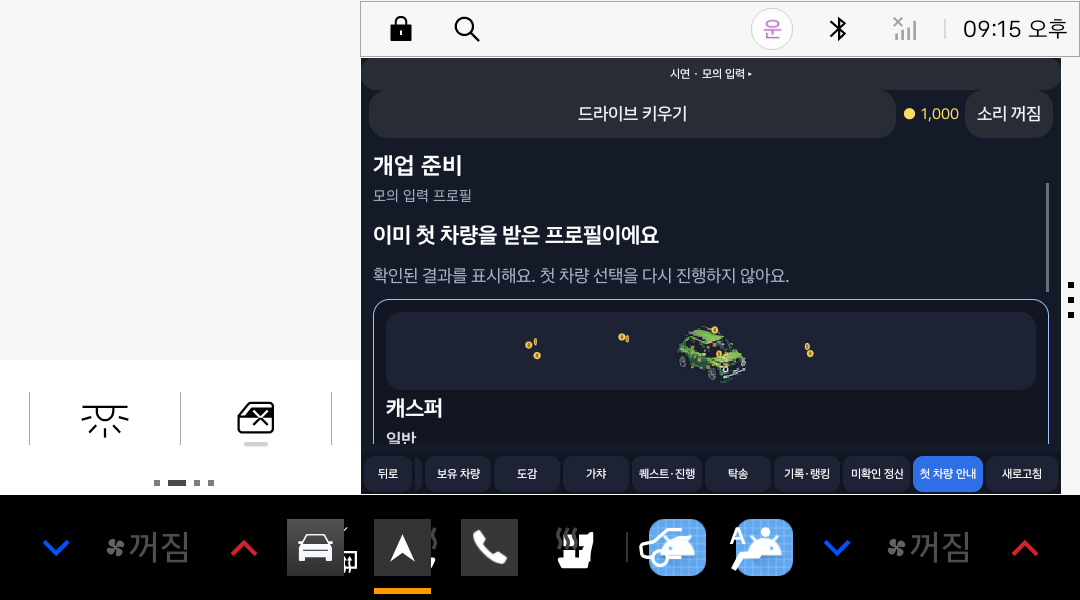 운
09:15 오후
시연 · 모의 입력 ▸
드라이브 키우기
1,000
소리 꺼짐
개업 준비
모의 입력 프로필
이미 첫 차량을 받은 프로필이에요
확인된 결과를 표시해요. 첫 차량 선택을 다시 진행하지 않아요.
캐스퍼
일반
뒤로
보유 차량
도감
가챠
퀘스트·진행
탁송
기록·랭킹
미확인 정산
첫 차량 안내
새로고침
꺼짐
A
꺼짐